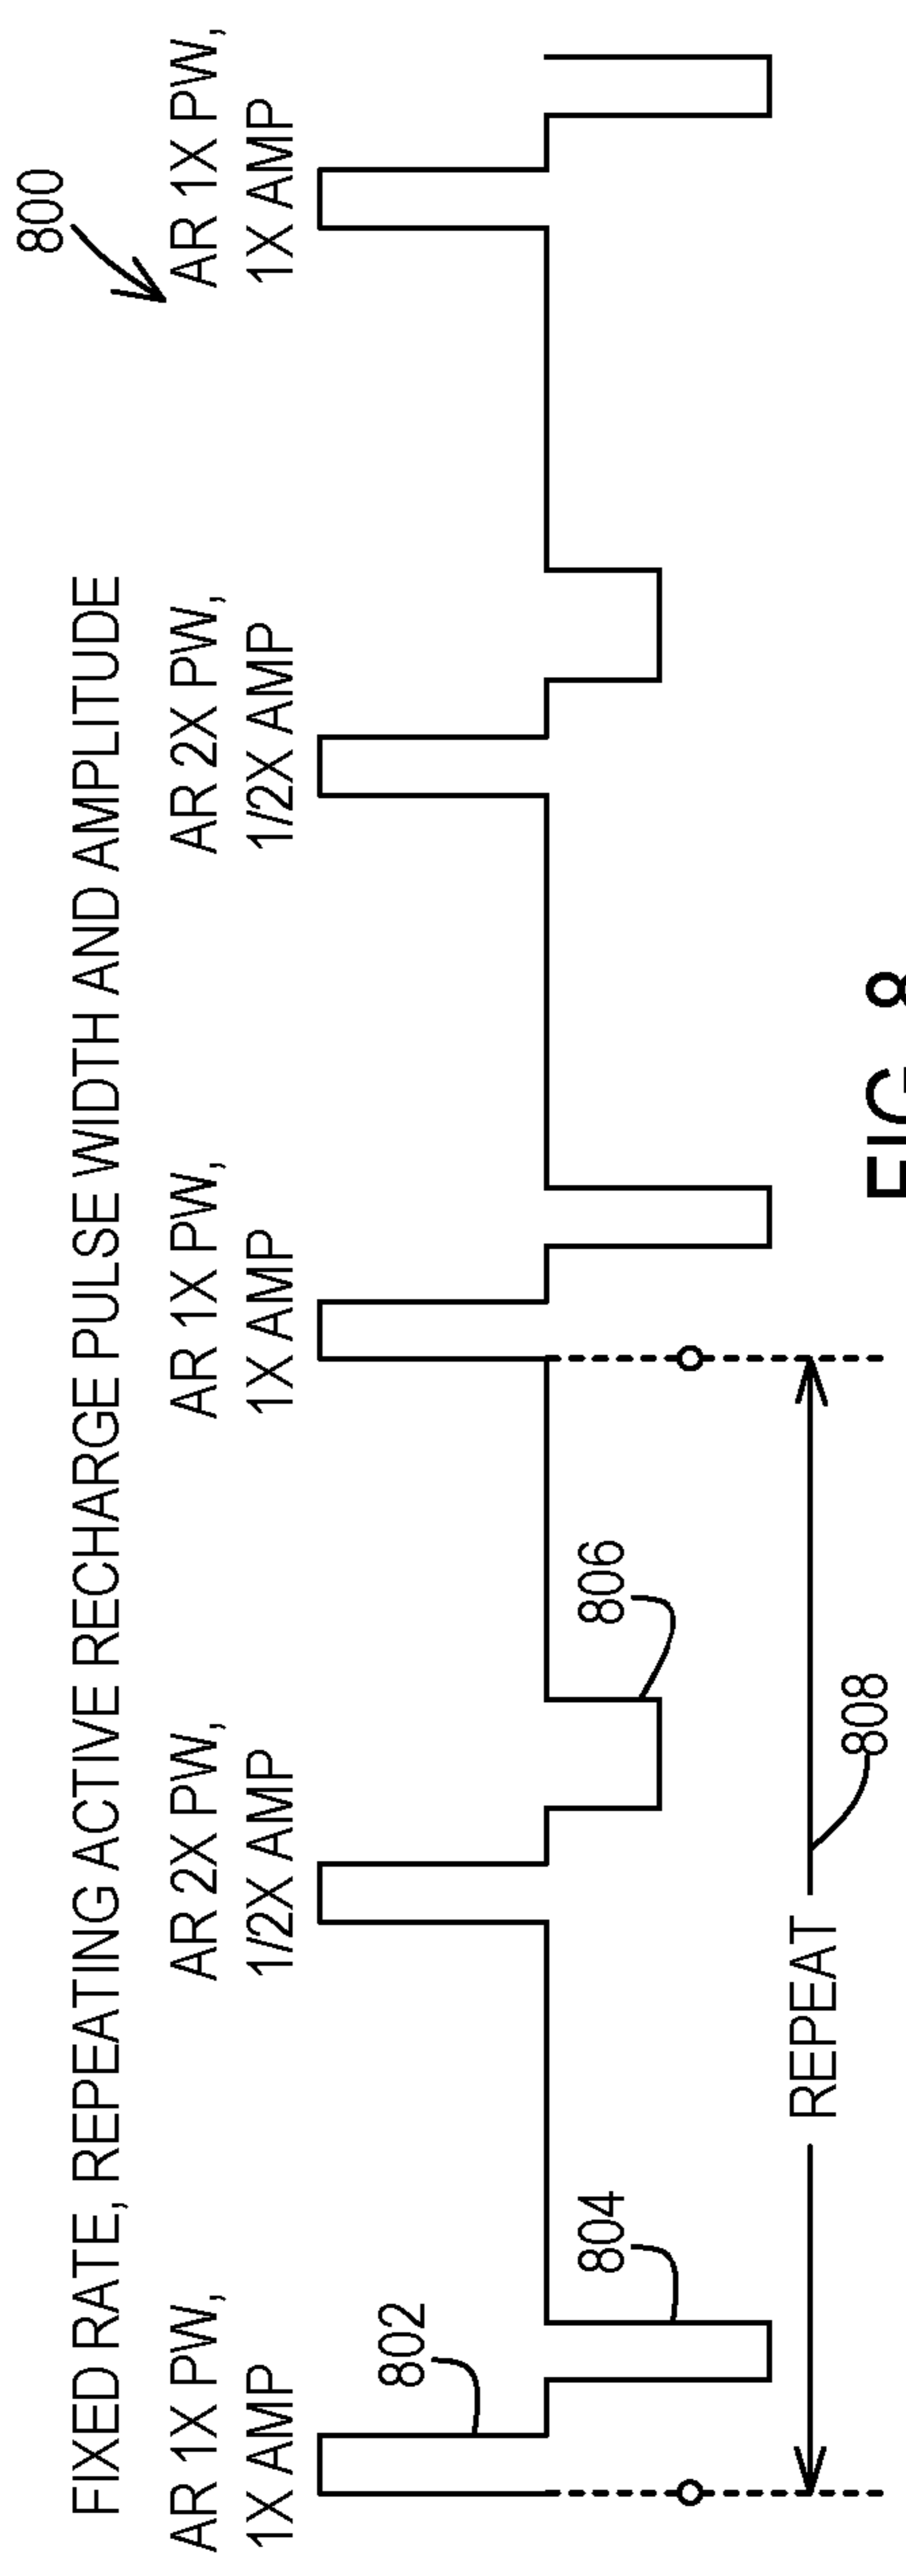 800
FIXED RATE, REPEATING ACTIVE RECHARGE PULSE WIDTH AND AMPLITUDE
AR 1X PW,
1X AMP
AR 2X PW,
1/2X AMP
AR 1X PW,
1X AMP
AR 2X PW,
1/2X AMP
AR 1X PW,
1X AMP
802
804
806
REPEAT
808
FIG. 8